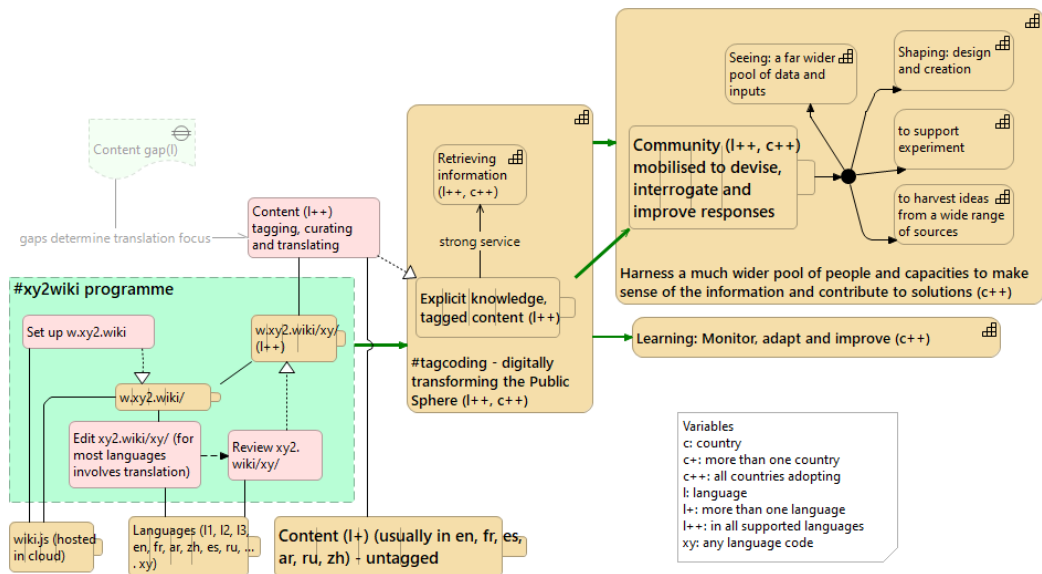 Content gap(l)
gaps determine translation focus
Content (l++)
tagging, curating
and translating
#xy2wiki programme
Set up w.xy2.wiki
w.xy2.wiki/xy/
(l++)
w.xy2.wiki/
Edit xy2.wiki/xy/ (for
most languages
involves translation)
Review xy2.
wiki/xy/
wiki.js (hosted
in cloud)
Languages (l1, l2, l3,
en, fr, ar, zh, es, ru, ...
. xy)
Content (l+) (usually in en, fr, es,
ar, ru, zh) - untagged
Retrieving
information
(l++, c++)
strong service
Explicit knowledge,
tagged content (l++)
#tagcoding - digitally
transforming the Public
Sphere (l++, c++)
Seeing: a far wider
pool of data and
inputs
Shaping: design
and creation
to support
experiment
to harvest ideas
from a wide range
of sources
Community (l++, c++)
mobilised to devise,
interrogate and
improve responses
Harness a much wider pool of people and capacities to make
sense of the information and contribute to solutions (c++)
Learning: Monitor, adapt and improve (c++)
Variables
c: country
c+: more than one country
c++: all countries adopting
l: language
l+: more than one language
l++: in all supported languages
xy: any language code